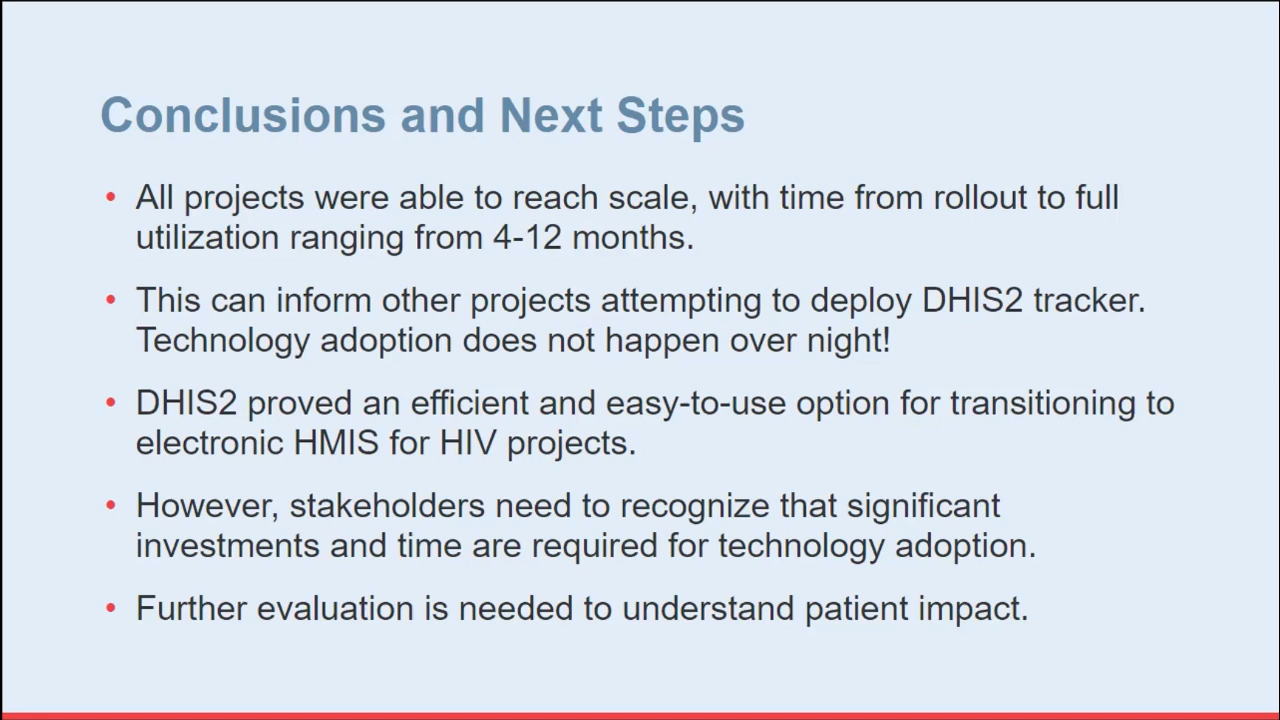 Conclusions and Next Steps
• All projects were able to reach scale, with time from rollout to full
utilization ranging from 4-12 months.
• This can inform other projects attempting to deploy DHIS2 tracker.
Technology adoption does not happen over night!
• DHIS2 proved an efficient and easy-to-use option for transitioning to
electronic HMIS for HIV projects.
• However, stakeholders need to recognize that significant
investments and time are required for technology adoption.
• Further evaluation is needed to understand patient impact.